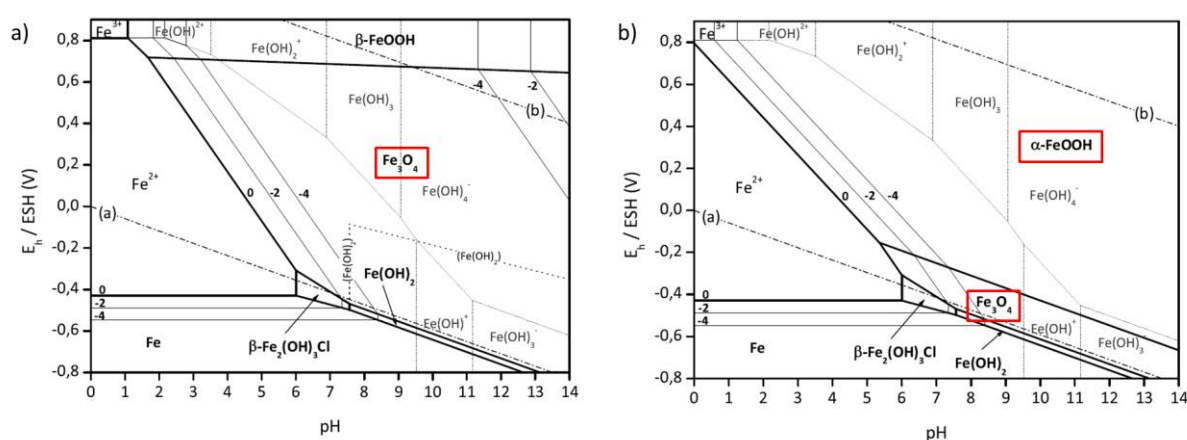 a)
Fe3+
Fe(OH)2+
Fe(OH)2+
β-FeOOH
-4
-2
(b)
Fe(OH)3
Fe3O4
Fe2+
0 -2 -4
Fe(OH)4-
(a)
(Fe(OH)2)
(Fe(OH)2)
Fe(OH)2
0
-2
-4
Fe(OH)+
Fe(OH)3-
β-Fe2(OH)3Cl
Fe
0,8
0,6
0,4
0,2
0,0
-0,2
-0,4
-0,6
-0,8
Eh / ESH (V)
0 1 2 3 4 5 6 7 8 9 10 11 12 13 14
pH
b)
Fe3+
Fe(OH)2+
Fe(OH)2+
Fe(OH)3
(b)
α-FeOOH
Fe2+
0 -2 -4
Fe(OH)4-
(a)
0
-2
-4
Fe3O4
Fe(OH)+
Fe(OH)3
β-Fe2(OH)3Cl
Fe(OH)2
Fe
0,8
0,6
0,4
0,2
0,0
-0,2
-0,4
-0,6
-0,8
Eh / ESH (V)
0 1 2 3 4 5 6 7 8 9 10 11 12 13 14
pH